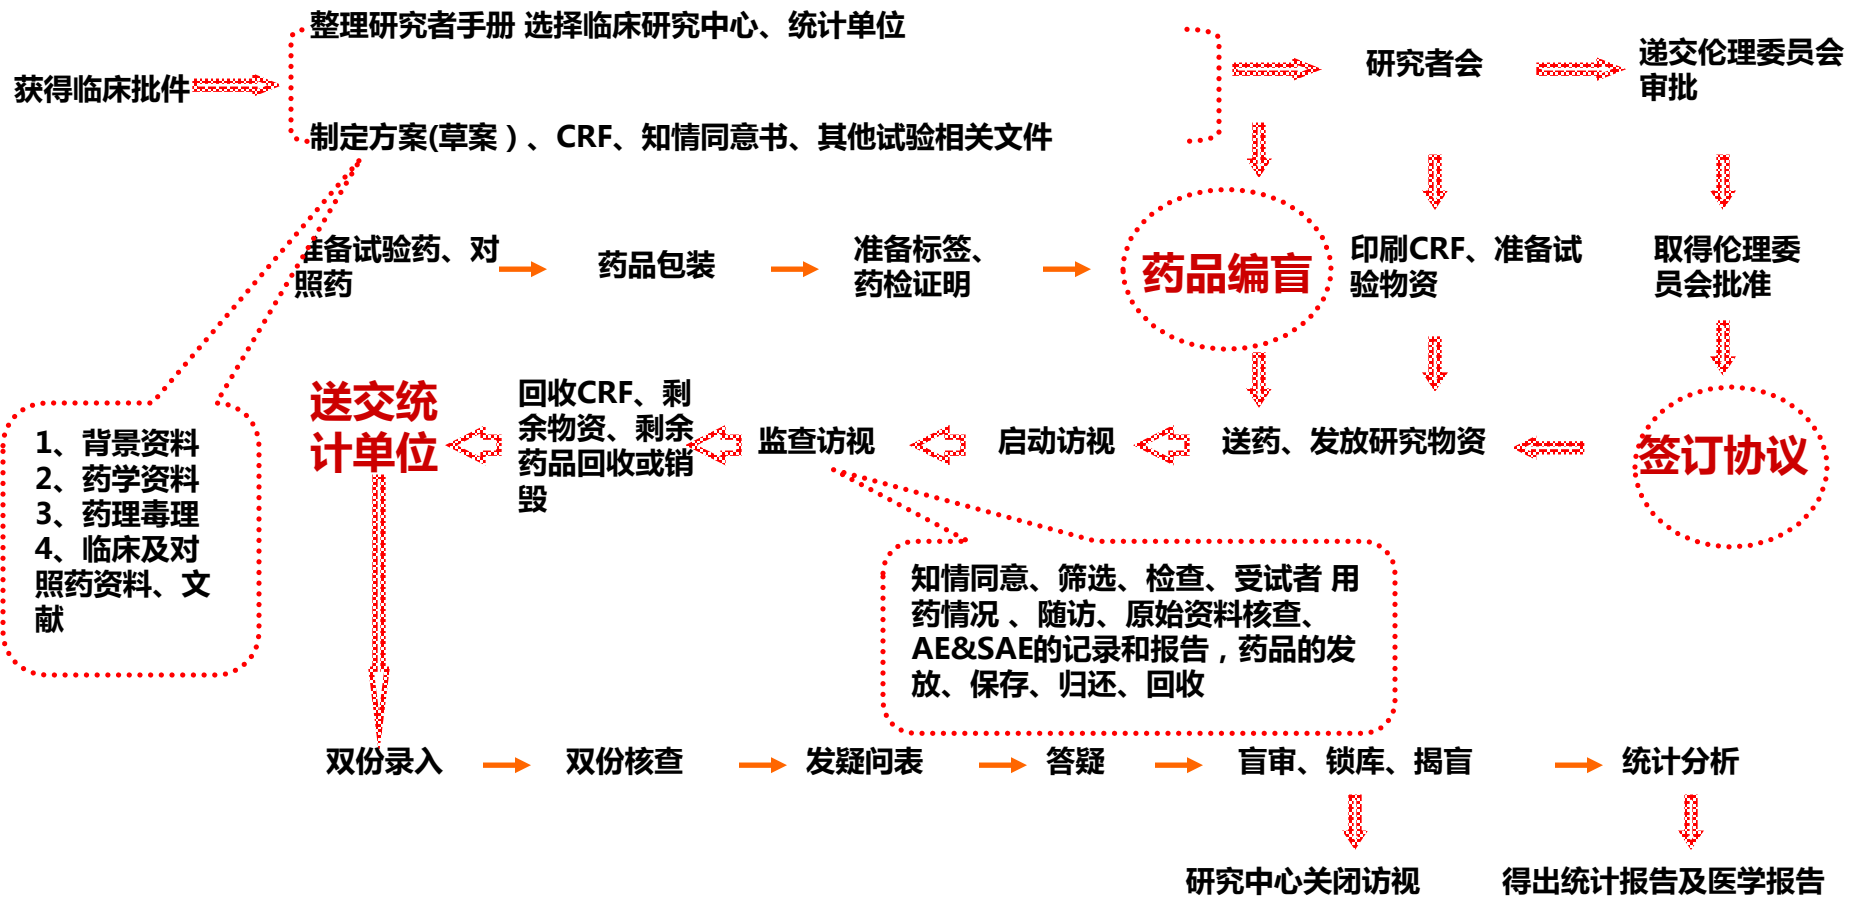 整理研究者手册 选择临床研究中心、统计单位
获得临床批件
制定方案(草案）、CRF、知情同意书、其他试验相关文件
研究者会
递交伦理委员会
审批
准备试验药、对
照药
药品包装
准备标签、
药检证明
药品编盲
印刷CRF、准备试
验物资
取得伦理委
员会批准
签订协议
送药、发放研究物资
启动访视
监查访视
回收CRF、剩
余物资、剩余
药品回收或销
毁
送交统
计单位
1、背景资料
2、药学资料
3、药理毒理
4、临床及对
照药资料、文
献
知情同意、筛选、检查、受试者 用
药情况 、随访、原始资料核查、
AE&SAE的记录和报告，药品的发
放、保存、归还、回收
双份录入
双份核查
发疑问表
答疑
盲审、锁库、揭盲
统计分析
研究中心关闭访视
得出统计报告及医学报告